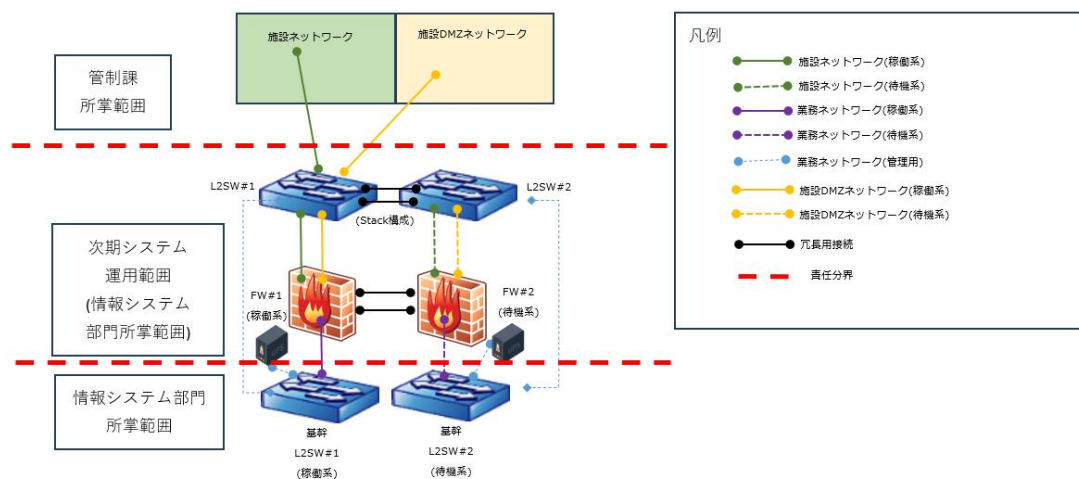 施設ネットワーク
施設DMZネットワーク
管制課
所掌範囲
L2SW#1
L2SW#2
(Stack構成)
次期システム
運用範囲
(情報システム
部門所掌範囲)
FW#1
(稼働系)
FW#2
(待機系)
情報システム部門
所掌範囲
基幹
L2SW#1
(稼働系)
基幹
L2SW#2
(待機系)
凡例
施設ネットワーク(稼働系)
施設ネットワーク(待機系)
業務ネットワーク(稼働系)
業務ネットワーク(待機系)
業務ネットワーク(管理用)
施設DMZネットワーク(稼働系)
施設DMZネットワーク(待機系)
冗長用接続
責任分界